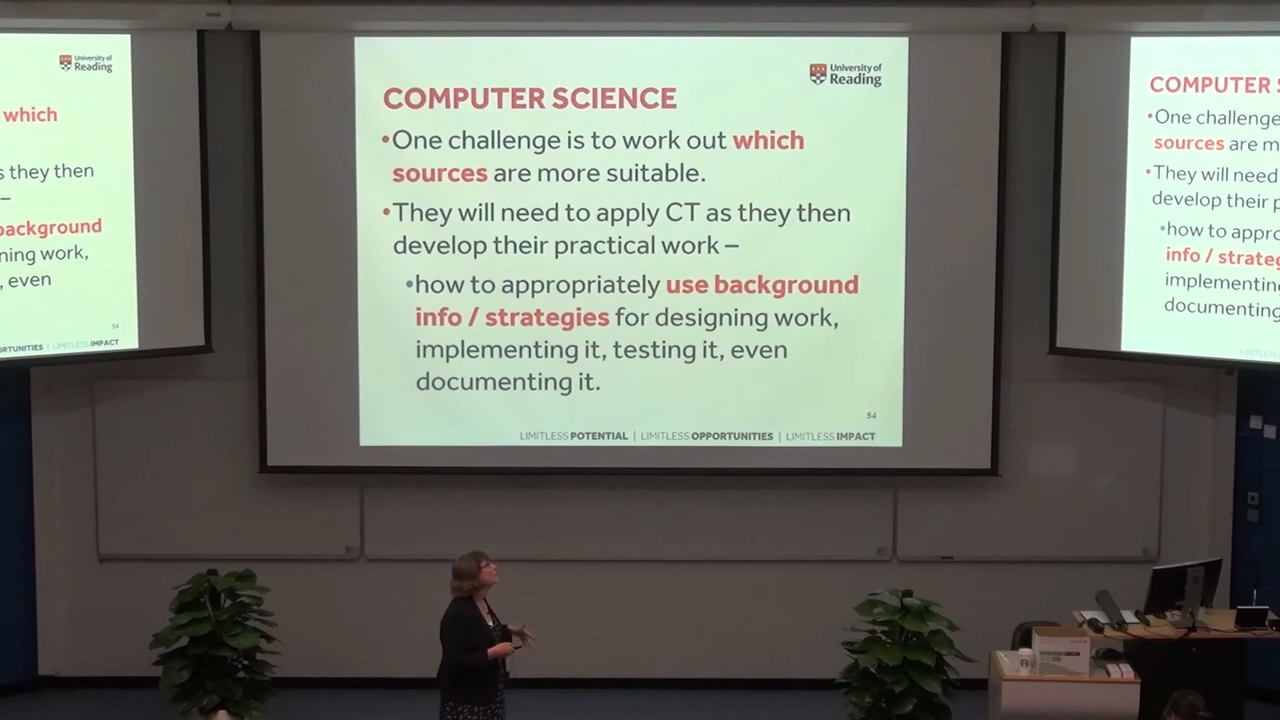 University of
Reading
which
s they then
–
background
ning work,
, even
54
ORTUNITIES | LIMITLESS IMPACT
University of
Reading
COMPUTER SCIENCE
•One challenge is to work out which
sources are more suitable.
•They will need to apply CT as they then
develop their practical work –
•how to appropriately use background
info / strategies for designing work,
implementing it, testing it, even
documenting it.
54
LIMITLESS POTENTIAL | LIMITLESS OPPORTUNITIES | LIMITLESS IMPACT
COMPUTER S
•One challenge
sources are m
•They will need
develop their p
•how to appro
info / strateg
implementing
documenting